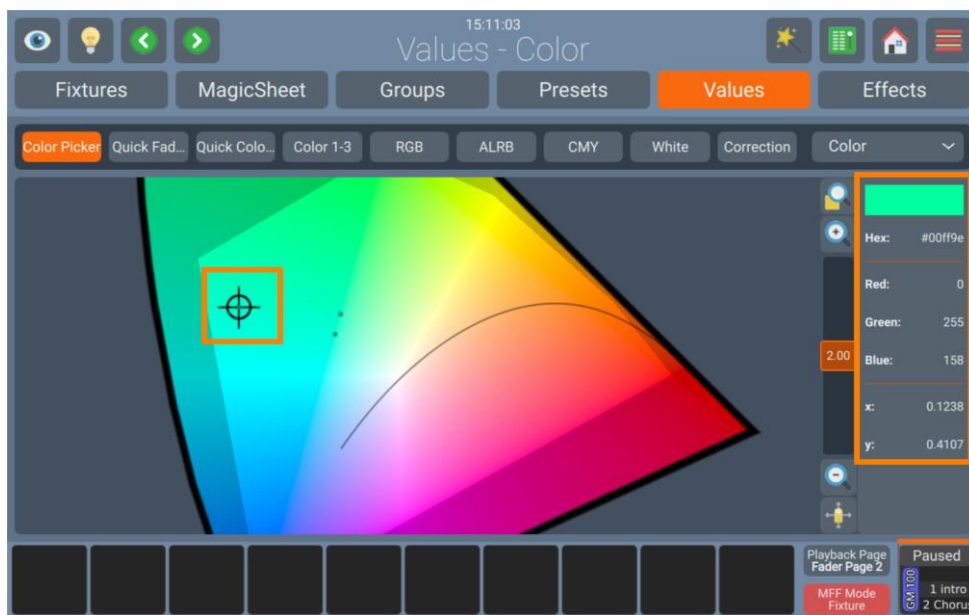 15:11:03
Values - Color
Fixtures MagicSheet Groups Presets Values Effects
Color Picker Quick Fad... Quick Colo... Color 1-3 RGB ALRB CMY White Correction Color
Hex: #00ff9e
Red: 0
Green: 255
2.00 Blue: 158
x: 0.1238
y: 0.4107
Playback Page Paused
Fader Page 2
GM:100
MFF Mode 1 intro
Fixture 2 Choru